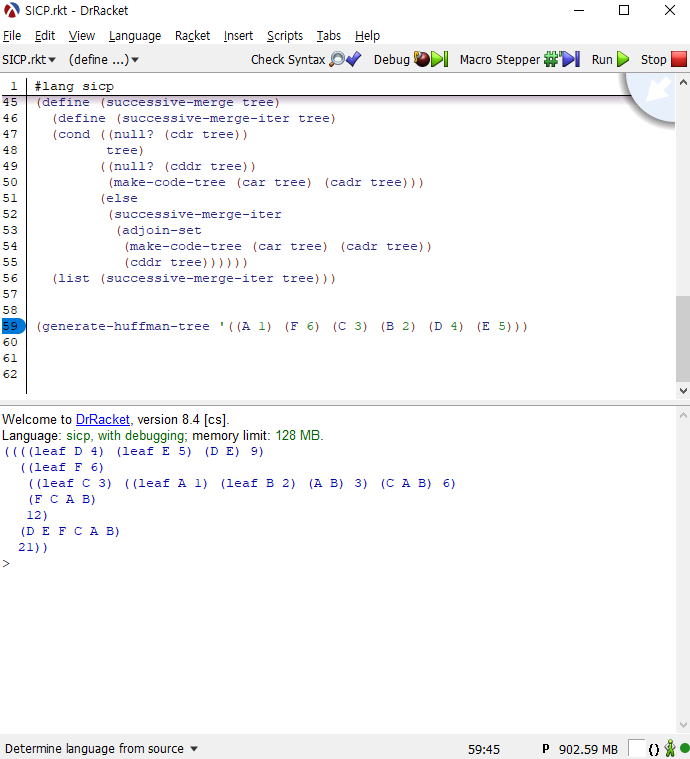 SICP.rkt - DrRacket
File Edit View Language Racket Insert Scripts Tabs Help
SICP.rkt (define ...) Check Syntax Debug Macro Stepper Run Stop
1 #lang sicp
45 (define (successive-merge tree)
46 (define (successive-merge-iter tree)
47 (cond ((null? (cdr tree))
48 tree)
49 ((null? (cddr tree))
50 (make-code-tree (car tree) (cadr tree)))
51 (else
52 (successive-merge-iter
53 (adjoin-set
54 (make-code-tree (car tree) (cadr tree))
55 (cddr tree))))))
56 (list (successive-merge-iter tree)))
57
58
59 (generate-huffman-tree '((A 1) (F 6) (C 3) (B 2) (D 4) (E 5)))
60
61
62
Welcome to DrRacket, version 8.4 [cs].
Language: sicp, with debugging; memory limit: 128 MB.
((((leaf D 4) (leaf E 5) (D E) 9)
((leaf F 6)
((leaf C 3) ((leaf A 1) (leaf B 2) (A B) 3) (C A B) 6)
(F C A B)
12)
(D E F C A B)
21))
>
Determine language from source 59:45 P 902.59 MB ()